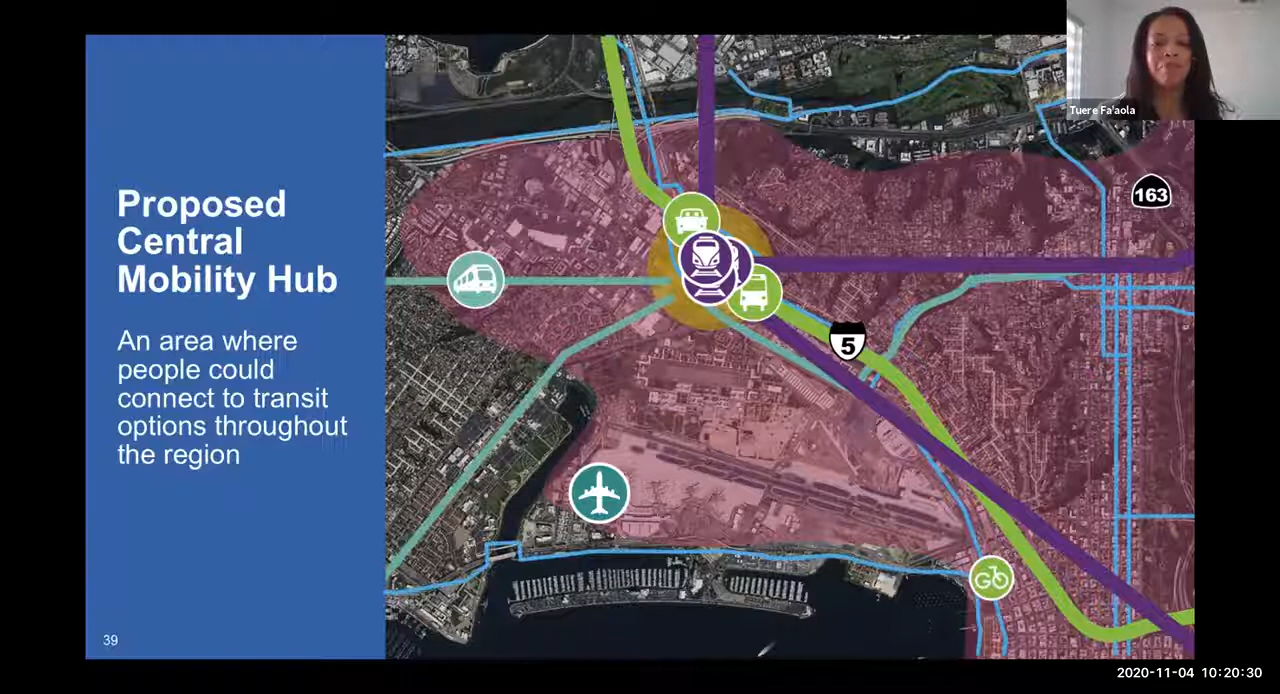 Proposed
Central
Mobility Hub
An area where
people could
connect to transit
options throughout
the region
39
Tuere Fa'aola
163
5
2020-11-04 10:20:30